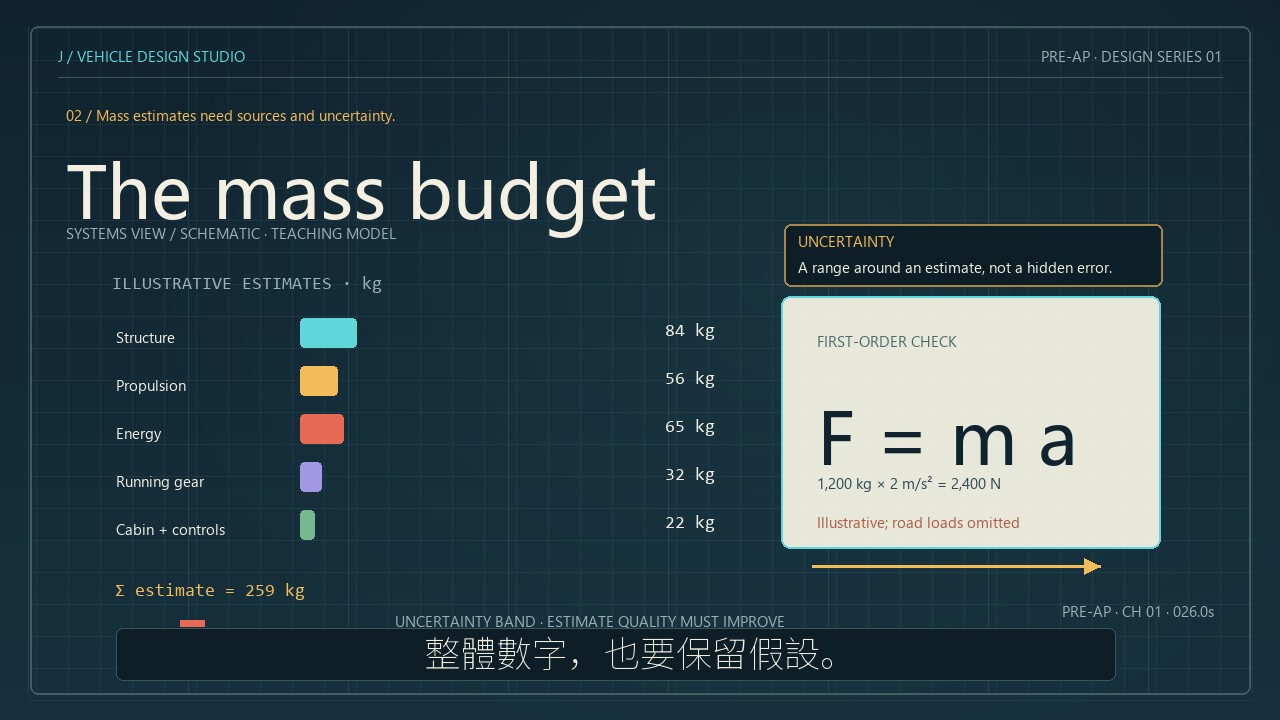 J / VEHICLE DESIGN STUDIO
PRE-AP · DESIGN SERIES 01
02 / Mass estimates need sources and uncertainty.
The mass budget
SYSTEMS VIEW / SCHEMATIC · TEACHING MODEL
ILLUSTRATIVE ESTIMATES · kg
Structure 84 kg
Propulsion 56 kg
Energy 65 kg
Running gear 32 kg
Cabin + controls 22 kg
Σ estimate = 259 kg
UNCERTAINTY
A range around an estimate, not a hidden error.
FIRST-ORDER CHECK
F = m a
1,200 kg × 2 m/s² = 2,400 N
Illustrative; road loads omitted
PRE-AP · CH 01 · 026.0s
UNCERTAINTY BAND · ESTIMATE QUALITY MUST IMPROVE
整體數字，也要保留假設。